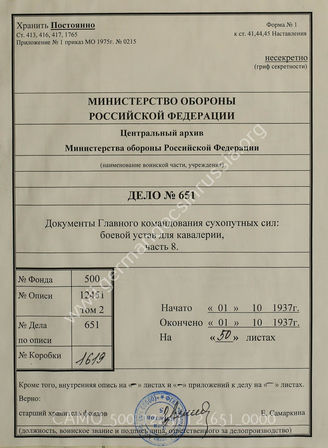 Хранить Постоянно
Форма № 1
Ст. 413, 416, 417, 1765
к ст. 41,44,45 Наставления
Приложение № 1 приказ МО 1975г. № 0215
несекретно
(гриф секретности)
МИНИСТЕРСТВО ОБОРОНЫ
РОССИЙСКОЙ ФЕДЕРАЦИИ
Центральный архив
Министерства обороны Российской Федерации
(наименование воинской части, учреждения)
ДЕЛО № 651
Документы Главного командования сухопутных сил:
боевой устав для кавалерии,
часть 8.
№ Фонда 500
№ Описи 12451
том 2
№ Дела 651
по описи
№ Коробки 1619
Начато « 01 » 10 1937г.
Окончено « 01 » 10 1937г.
На « 50 » листах
Кроме того, внутренняя опись на «-» листах и «-» приложений к делу на «-» листах.
Верно:
старший хранитель фондов Е. Самаркина
(должность, воинское звание и подпись лица, ответственного за делопроизводство)